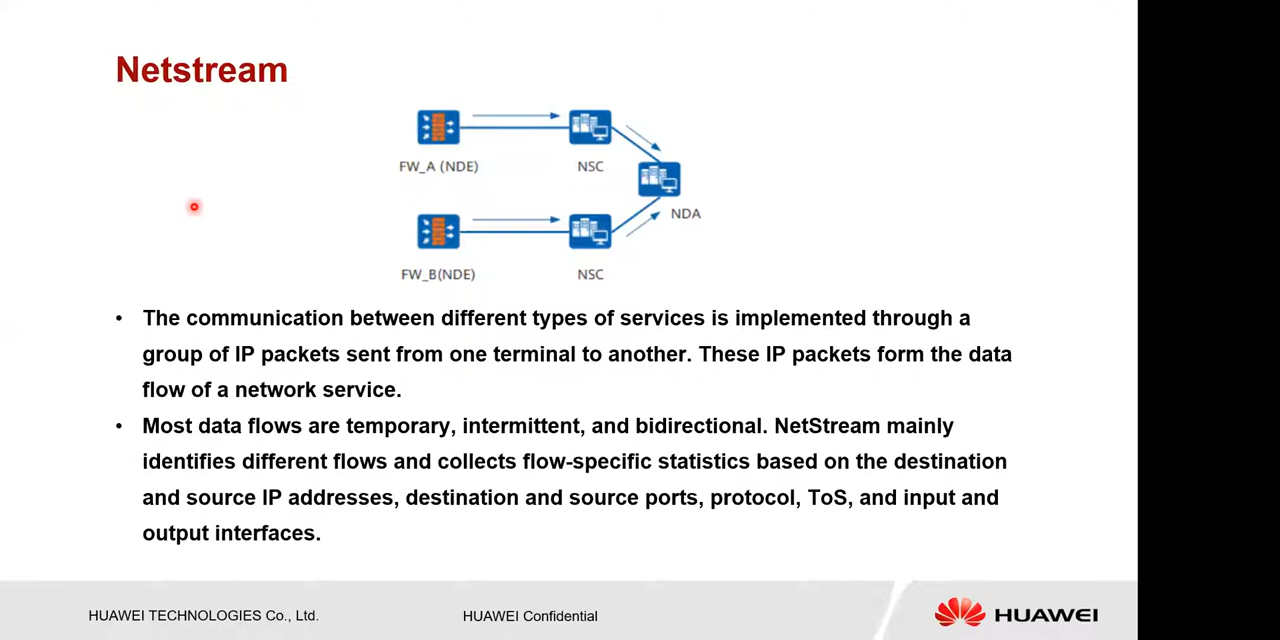 Netstream
FW_A (NDE)
NSC
NDA
FW_B(NDE)
NSC
• The communication between different types of services is implemented through a
group of IP packets sent from one terminal to another. These IP packets form the data
flow of a network service.
• Most data flows are temporary, intermittent, and bidirectional. NetStream mainly
identifies different flows and collects flow-specific statistics based on the destination
and source IP addresses, destination and source ports, protocol, ToS, and input and
output interfaces.
HUAWEI TECHNOLOGIES Co., Ltd.
HUAWEI Confidential
HUAWEI